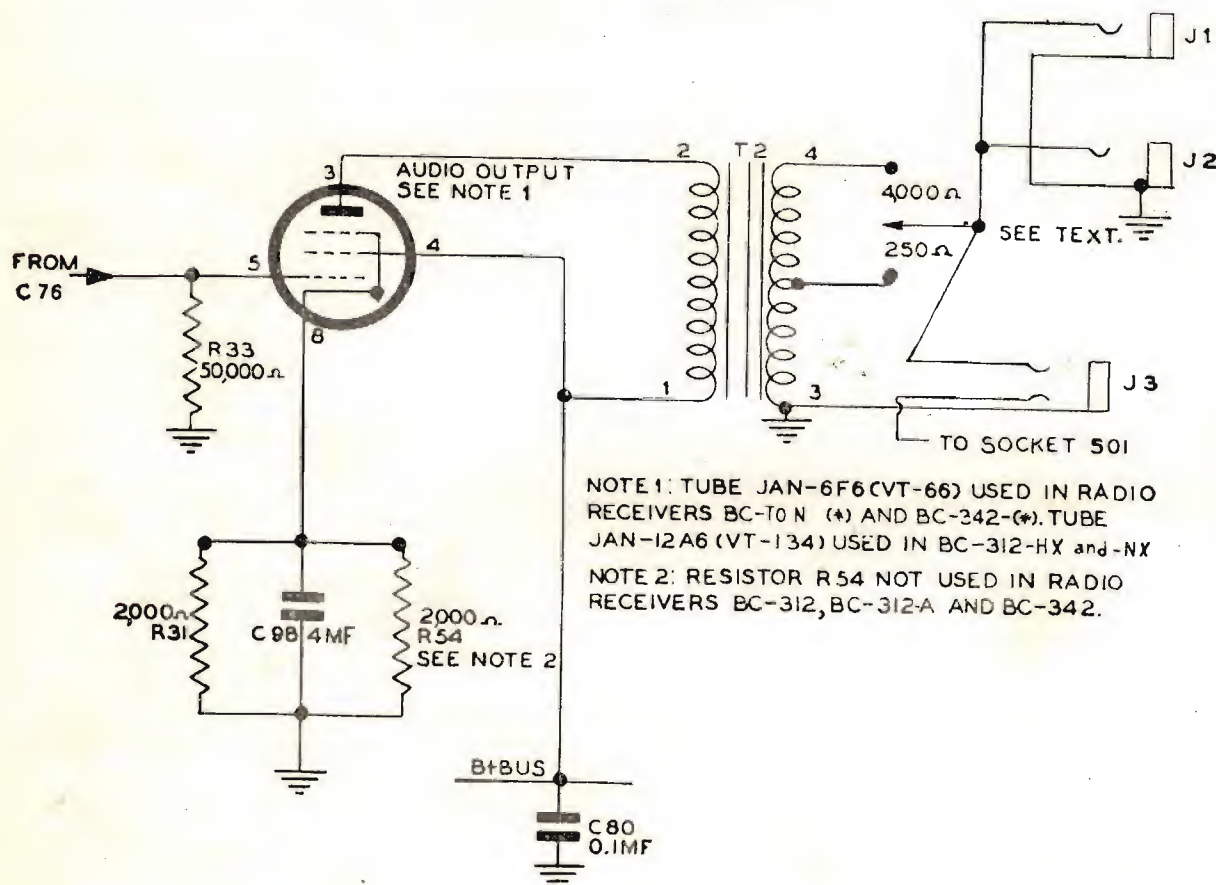 J1
J2
3
AUDIO OUTPUT
SEE NOTE 1
2
T2
4
4,000Ω
250Ω
SEE TEXT.
FROM
C76
5
4
8
R33
50,000Ω
1
3
J3
TO SOCKET SO1
NOTE 1: TUBE JAN-6F6(VT-66) USED IN RADIO
RECEIVERS BC-TO N (*) AND BC-342-(*). TUBE
JAN-12A6(VT-134) USED IN BC-312-HX and -NX
NOTE 2: RESISTOR R54 NOT USED IN RADIO
RECEIVERS BC-312, BC-312-A AND BC-342.
2,000Ω
R31
C98 4MF
2,000Ω.
R54
SEE NOTE 2
B+BUS
C80
0.1MF